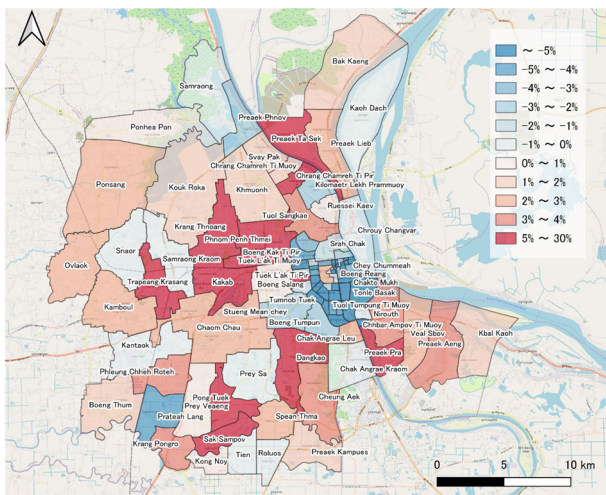 Bak Kaeng
Samraong
Kaoh Dach
Preaek Phnov
Ponhea Pon
Preaek Ta Sek
Preaek Lieb
Svay Pak
Chrang Chamreh Ti Muoy
Chrang Chamreh Ti Pir
Ponsang
Kouk Roka
Khmuonh
Kilomaetr Lekh Prammuoy
Ruessei Kaev
Tuol Sangkae
Krang Thnoang
Chrouy Changvar
Phnom Penh Thmei
Srah Chak
Snaor
Boeng Kak Ti Pir
Samraong Kraom
Tuek L'ak Ti Muoy
Chey Chummeah
Ovlaok
Boeng Reang
Tuek L'ak Ti Pir
Trapeang Krasang
Kakab
Boeng Salang
Chakto Mukh
Tonle Basak
Kamboul
Tumnob Tuek
Tuol Tumpung Ti Muoy
Stueng Mean chey
Nirouth
Chaom Chau
Boeng Tumpun
Chhbar Ampov Ti Muoy
Veal Sbov
Kbal Kaoh
Kantaok
Chak Angrae Leu
Preaek Aeng
Dangkao
Preaek Pra
Phleung Chheh Roteh
Prey Sa
Chak Angrae Kraom
Boeng Thum
Pong Tuek
Cheung Aek
Prey Veaeng
Prateah Lang
Spean Thma
Krang Pongro
Sak Sampov
Kong Noy
Tien
Roluos
Preaek Kampues
～ -5%
-5% ～ -4%
-4% ～ -3%
-3% ～ -2%
-2% ～ -1%
-1% ～ 0%
0% ～ 1%
1% ～ 2%
2% ～ 3%
3% ～ 4%
5% ～ 30%
0 5 10 km